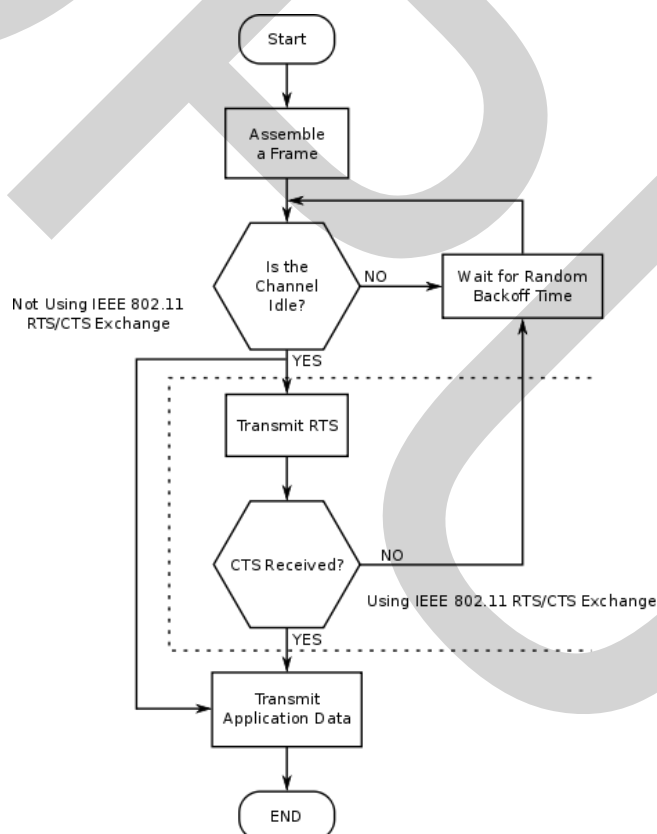 Start
Assemble
a Frame
Is the
Channel
Idle?
NO
Wait for Random
Backoff Time
Not Using IEEE 802.11
RTS/CTS Exchange
YES
Transmit RTS
CTS Received?
NO
Using IEEE 802.11 RTS/CTS Exchange
YES
Transmit
Application Data
END